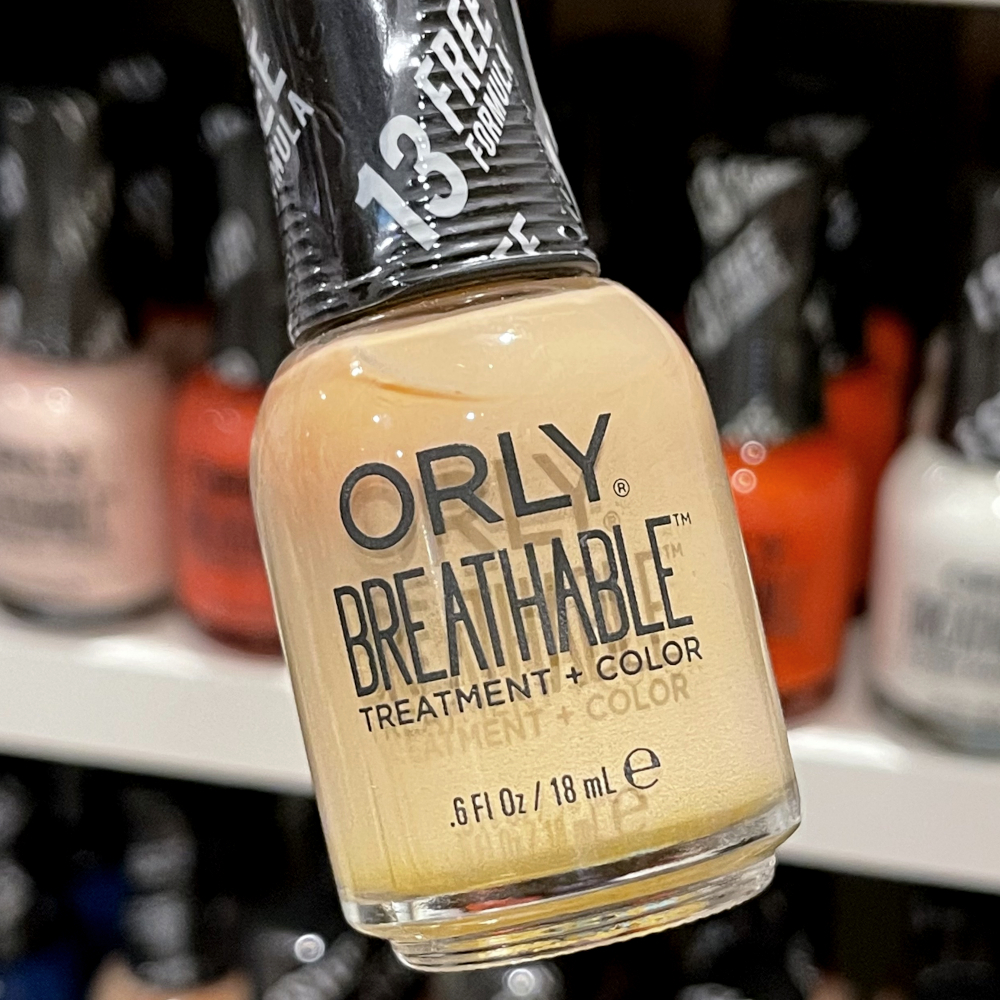 13 FREE
FORMULA
ORLY®
BREATHABLE™
TREATMENT + COLOR
.6 Fl Oz / 18 mL ℮